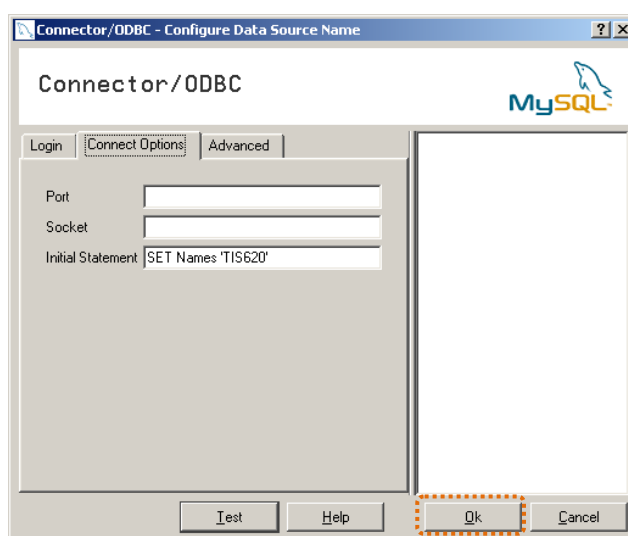 Connector/ODBC - Configure Data Source Name
Connector/ODBC
MySQL
Login Connect Options Advanced
Port
Socket
Initial Statement SET Names 'TIS620'
Test Help Ok Cancel